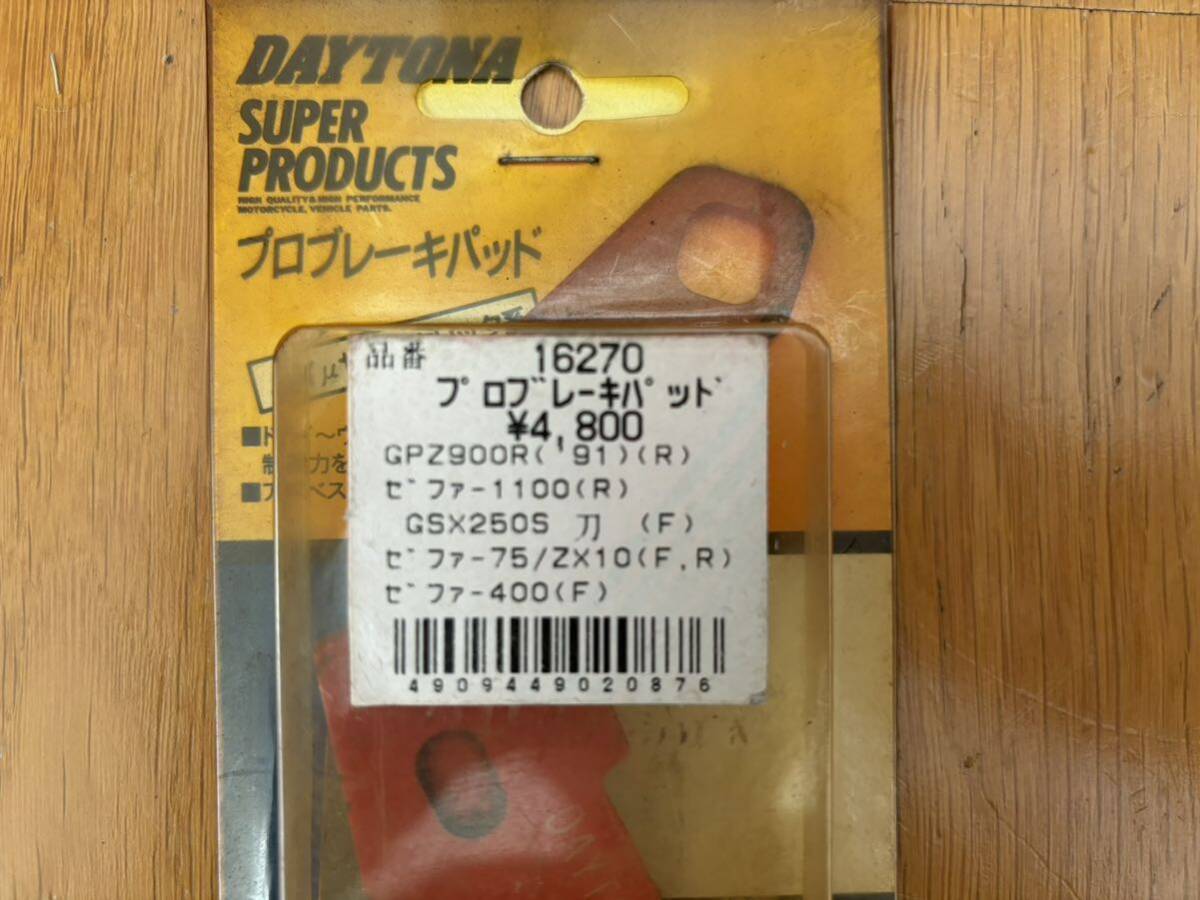 DAYTONA
SUPER
PRODUCTS
HIGH QUALITY & HIGH PERFORMANCE
MOTORCYCLE, VEHICLE PARTS.
プロブレーキパッド
品番 16270
プロブレーキパッド
¥4,800
GPZ900R('91)(R)
ゼファー1100(R)
GSX250S 刀 (F)
ゼファー75/ZX10(F,R)
ゼファー400(F)
4909449020876